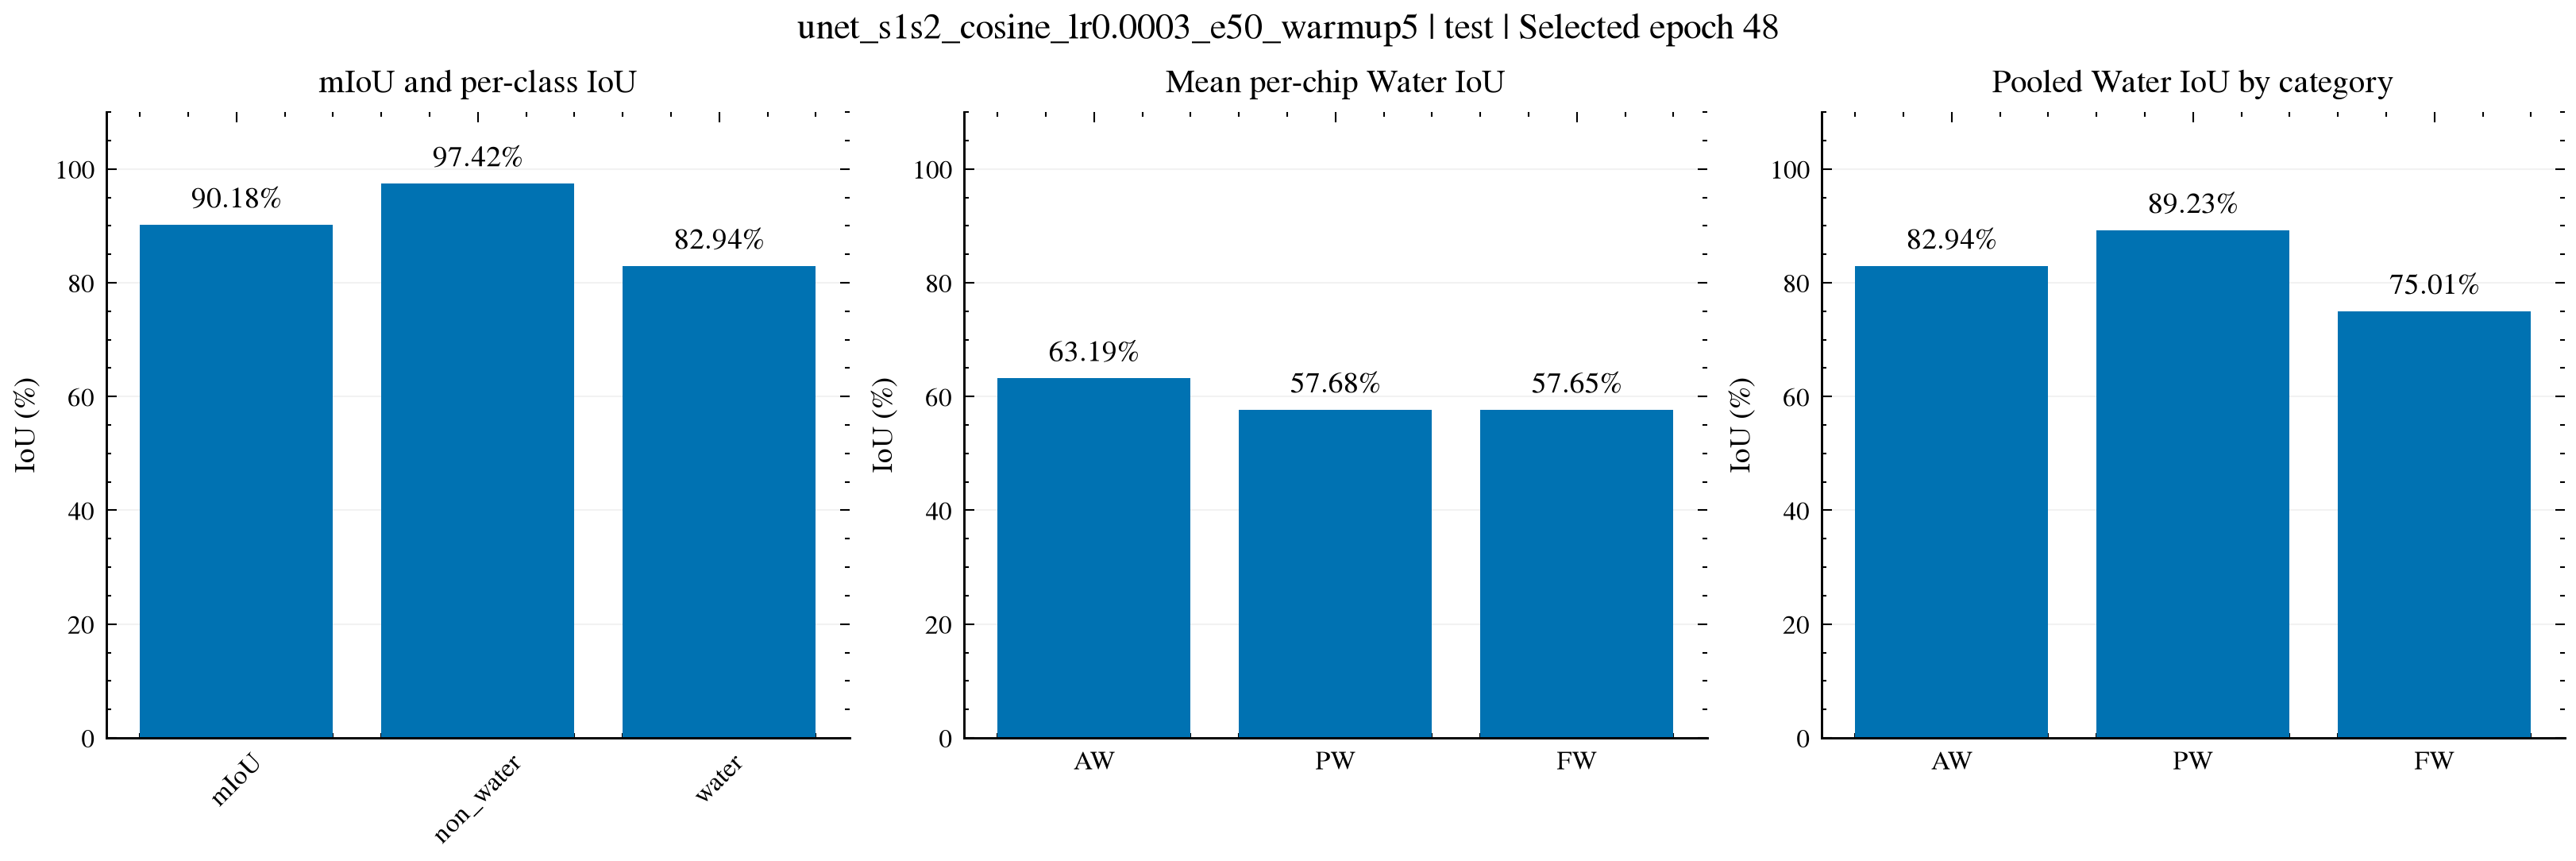 unet_s1s2_cosine_lr0.0003_e50_warmup5 | test | Selected epoch 48
mIoU and per-class IoU
IoU (%)
100
80
60
40
20
0
90.18%
97.42%
82.94%
mIoU
non_water
water
Mean per-chip Water IoU
IoU (%)
100
80
60
40
20
0
63.19%
57.68%
57.65%
AW
PW
FW
Pooled Water IoU by category
IoU (%)
100
80
60
40
20
0
82.94%
89.23%
75.01%
AW
PW
FW